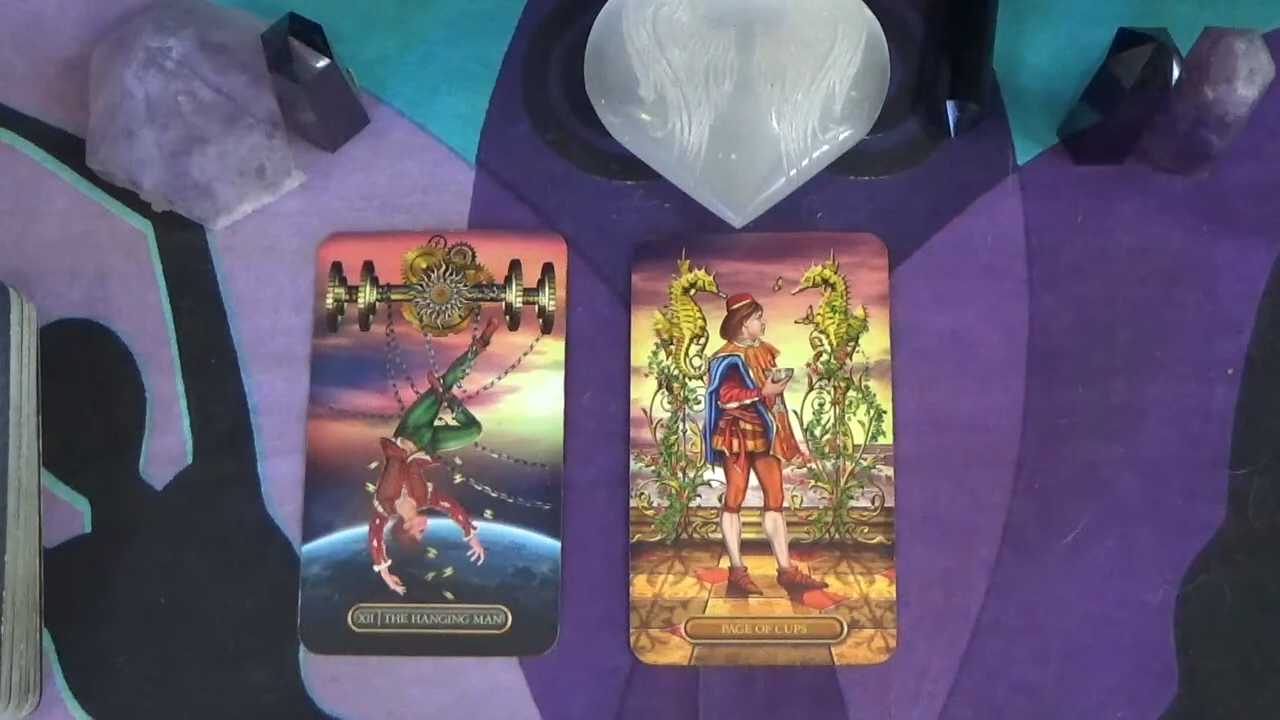 XII | THE HANGING MAN
PAGE OF CUPS